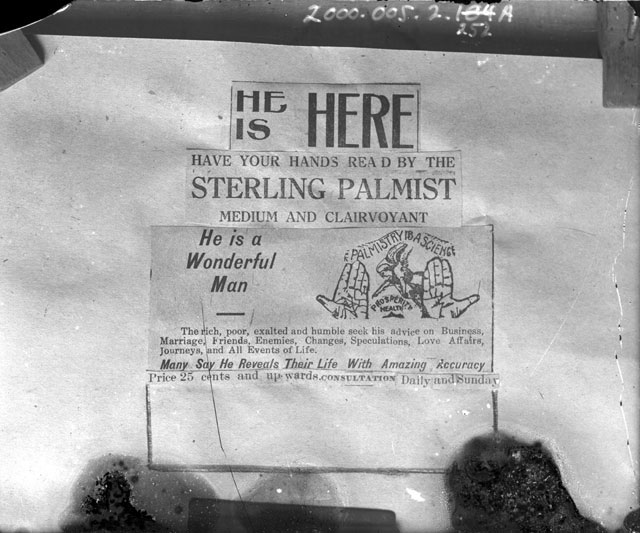 2000.005.2.184A
252
HE IS HERE
HAVE YOUR HANDS READ BY THE
STERLING PALMIST
MEDIUM AND CLAIRVOYANT
He is a
Wonderful
Man
PALMISTRY IS A SCIENCE
PROSPERITY
HEALTH
The rich, poor, exalted and humble seek his advice on Business,
Marriage, Friends, Enemies, Changes, Speculations, Love Affairs,
Journeys, and All Events of Life.
Many Say He Reveals Their Life With Amazing Accuracy
Price 25 cents and up wards. CONSULTATION Daily and Sunday